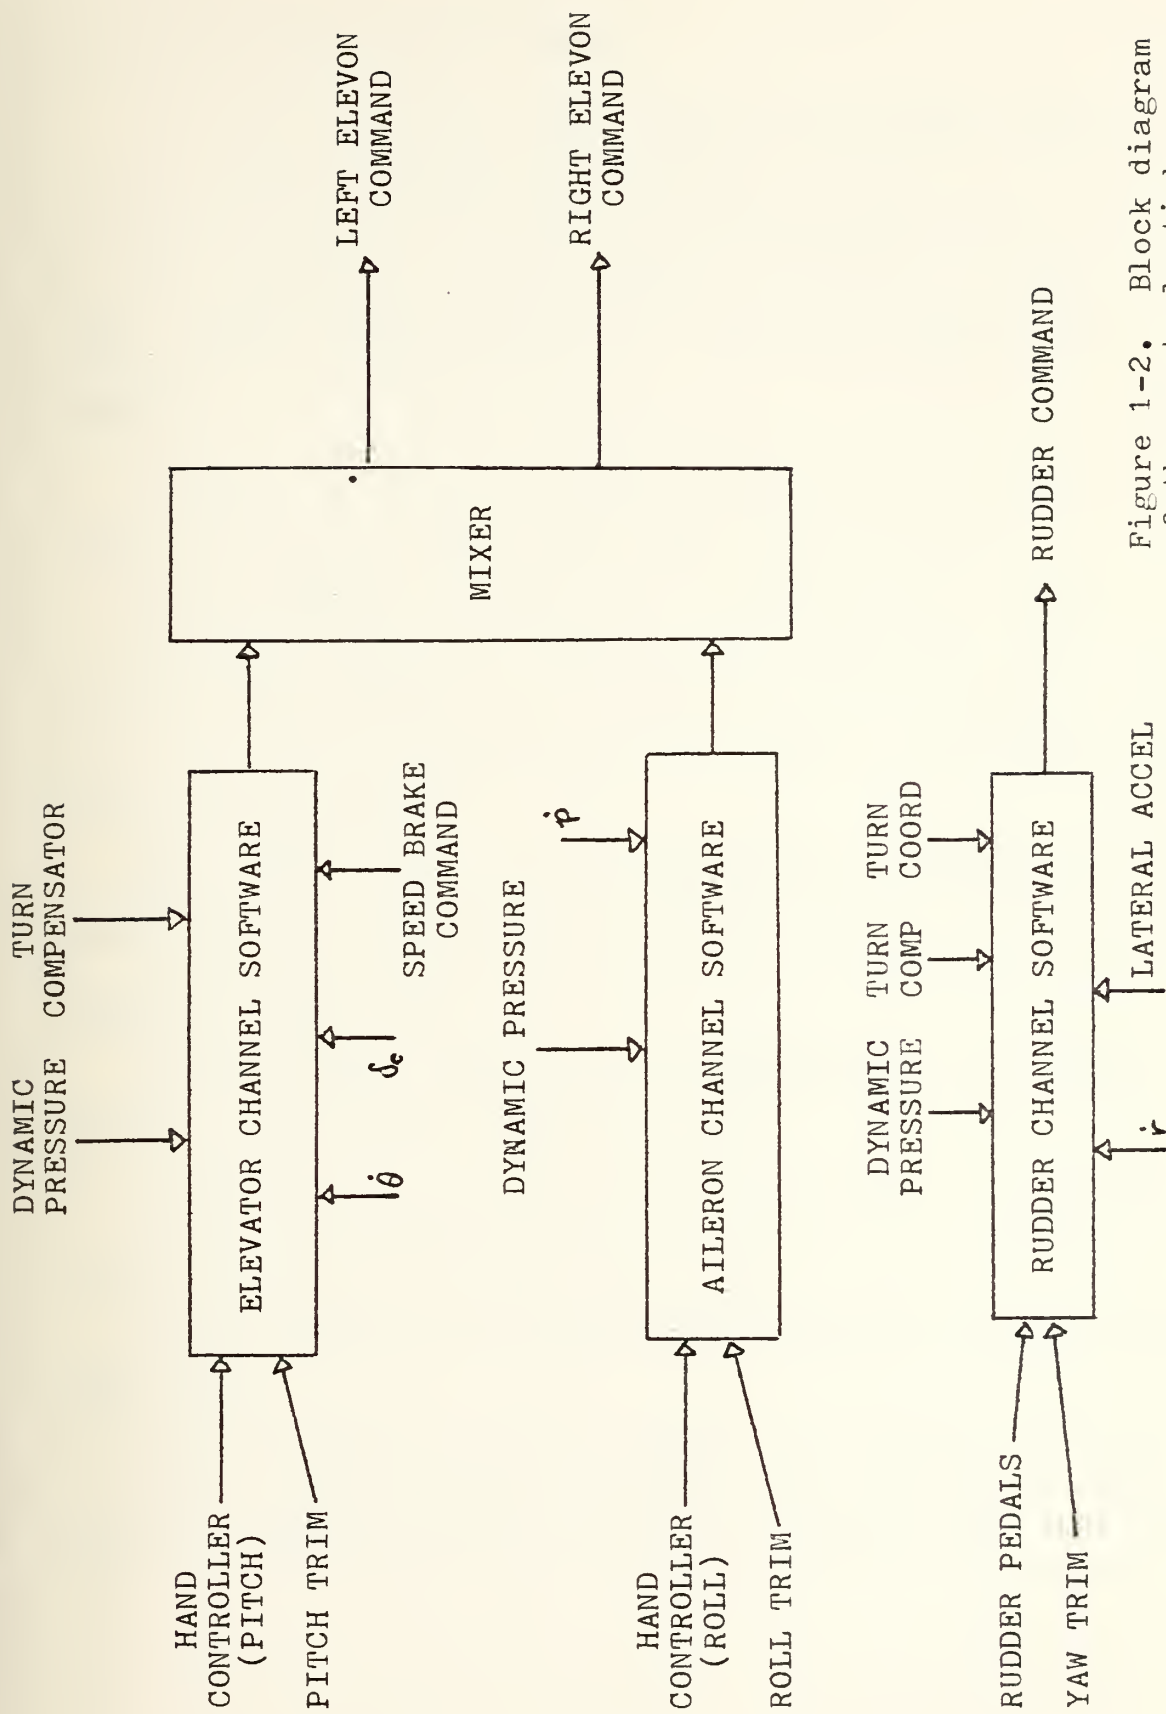 DYNAMIC
PRESSURE
TURN
COMPENSATOR
HAND
CONTROLLER
(PITCH)
PITCH TRIM
ELEVATOR CHANNEL SOFTWARE
θ̇
δc
SPEED BRAKE
COMMAND
MIXER
LEFT ELEVON
COMMAND
RIGHT ELEVON
COMMAND
DYNAMIC PRESSURE
ṗ
HAND
CONTROLLER
(ROLL)
ROLL TRIM
AILERON CHANNEL SOFTWARE
DYNAMIC
PRESSURE
TURN
COMP
TURN
COORD
RUDDER PEDALS
YAW TRIM
RUDDER CHANNEL SOFTWARE
RUDDER COMMAND
ṙ
LATERAL ACCEL
Figure 1-2. Block diagram